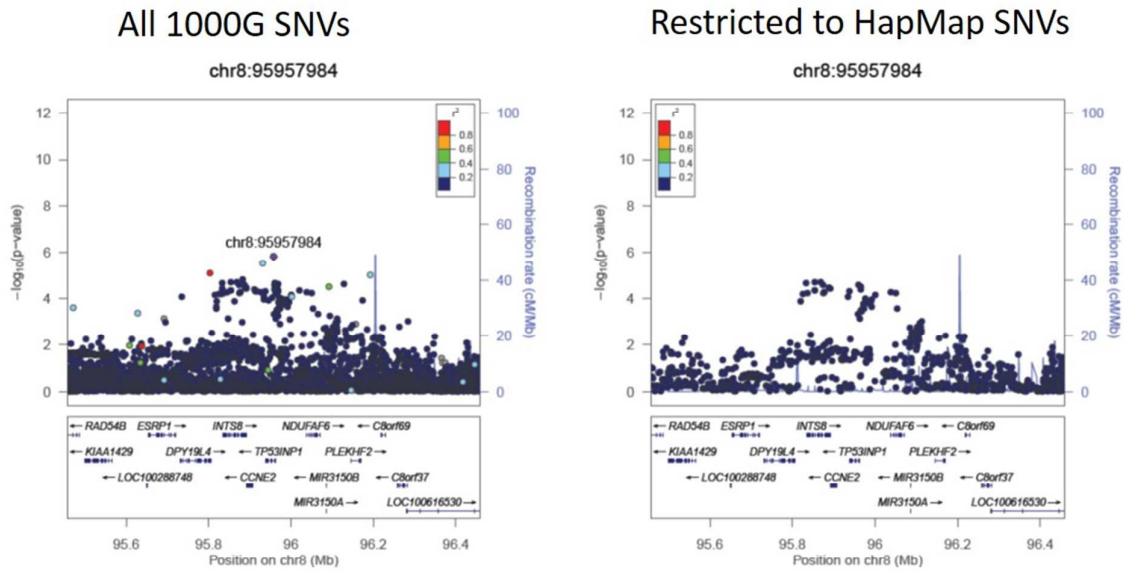 All 1000G SNVs
chr8:95957984
12
10
8
6
4
2
0
−log10(p−value)
100
80
60
40
20
0
Recombination rate (cM/Mb)
r2
0.8
0.6
0.4
0.2
chr8:95957984
← RAD54B ESRP1 → INTS8 → NDUFAF6 → ← C8orf69
← KIAA1429 DPY19L4 → ← TP53INP1 PLEKHF2 →
← LOC100288748 ← CCNE2 ← MIR3150B ← C8orf37
MIR3150A → LOC100616530 →
95.6 95.8 96 96.2 96.4
Position on chr8 (Mb)
Restricted to HapMap SNVs
chr8:95957984
12
10
8
6
4
2
0
−log10(p−value)
100
80
60
40
20
0
Recombination rate (cM/Mb)
r2
0.8
0.6
0.4
0.2
← RAD54B ESRP1 → INTS8 → NDUFAF6 → ← C8orf69
← KIAA1429 DPY19L4 → ← TP53INP1 PLEKHF2 →
← LOC100288748 ← CCNE2 ← MIR3150B ← C8orf37
MIR3150A → LOC100616530 →
95.6 95.8 96 96.2 96.4
Position on chr8 (Mb)